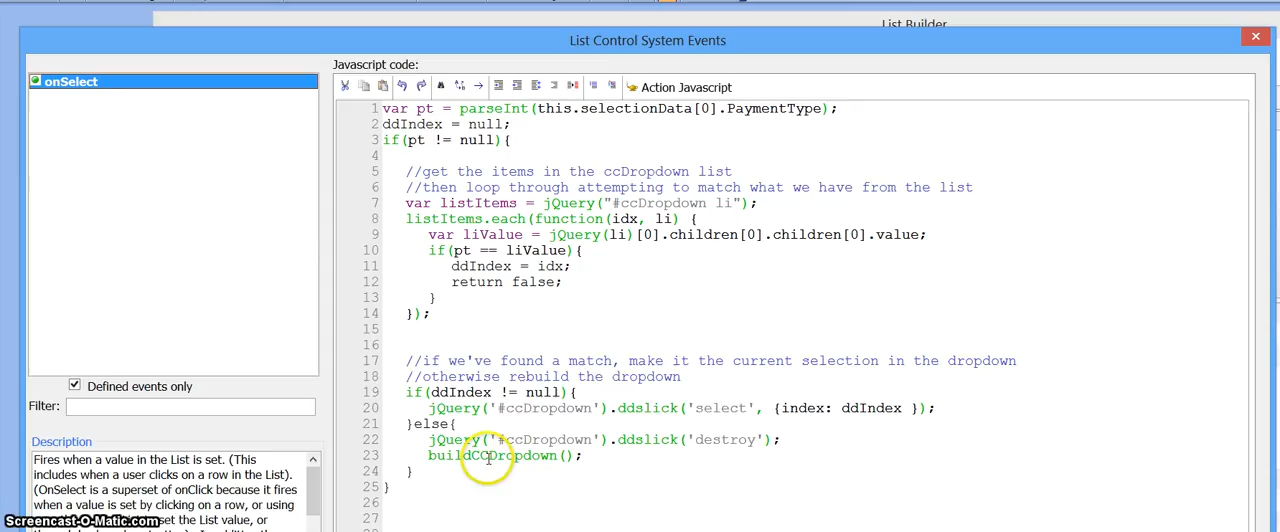 List Builder
List Control System Events
Javascript code:
onSelect
Action Javascript
1 var pt = parseInt(this.selectionData[0].PaymentType);
2 ddIndex = null;
3 if(pt != null){
4
5 //get the items in the ccDropdown list
6 //then loop through attempting to match what we have from the list
7 var listItems = jQuery("#ccDropdown li");
8 listItems.each(function(idx, li) {
9 var liValue = jQuery(li)[0].children[0].children[0].value;
10 if(pt == liValue){
11 ddIndex = idx;
12 return false;
13 }
14 });
15
16
17 //if we've found a match, make it the current selection in the dropdown
18 //otherwise rebuild the dropdown
19 if(ddIndex != null){
20 jQuery('#ccDropdown').ddslick('select', {index: ddIndex });
21 }else{
22 jQuery('#ccDropdown').ddslick('destroy');
23 buildCCDropdown();
24 }
25 }
26
27
Defined events only
Filter:
Description
Fires when a value in the List is set. (This
includes when a user clicks on a row in the List).
(OnSelect is a superset of onClick because it fires
when a value is set by clicking on a row, or using
set the List value, or
Screencast-O-Matic.com